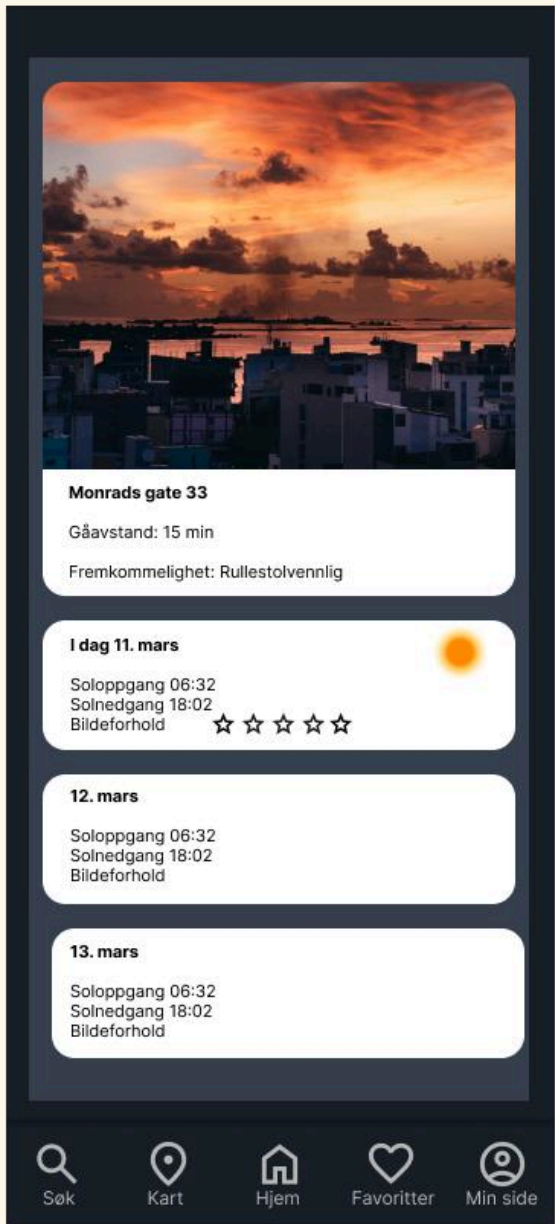 Monrads gate 33
Gåavstand: 15 min
Fremkommelighet: Rullestolvennlig
I dag 11. mars
Soloppgang 06:32
Solnedgang 18:02
Bildeforhold
12. mars
Soloppgang 06:32
Solnedgang 18:02
Bildeforhold
13. mars
Soloppgang 06:32
Solnedgang 18:02
Bildeforhold
Søk
Kart
Hjem
Favoritter
Min side